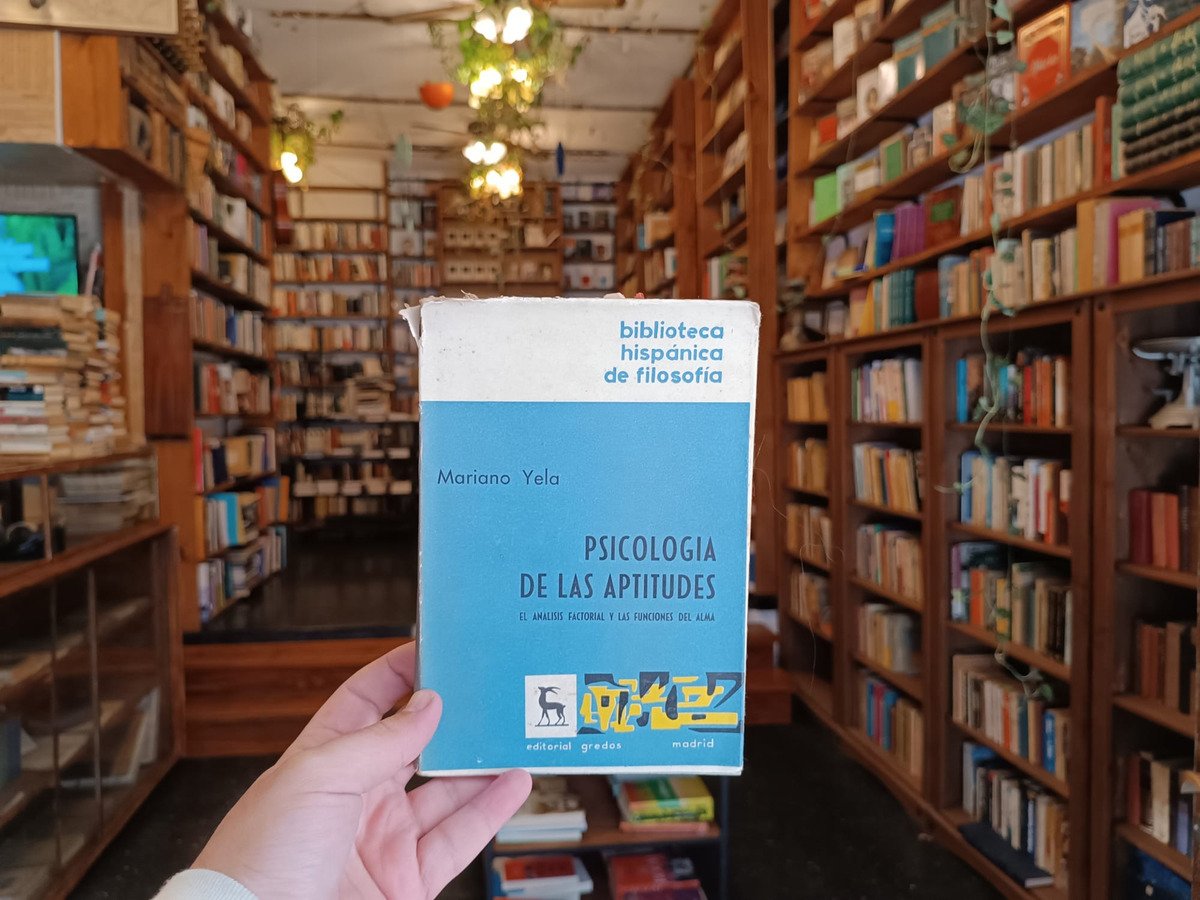 biblioteca
hispánica
de filosofía
Mariano Yela
PSICOLOGIA
DE LAS APTITUDES
EL ANALISIS FACTORIAL Y LAS FUNCIONES DEL ALMA
editorial gredos madrid